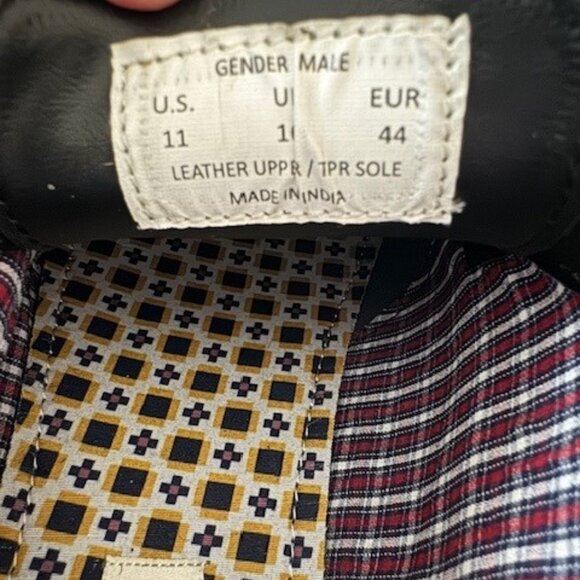 GENDER MALE
U.S. EUR
11 44
LEATHER UPPR / TPR SOLE
MADE IN INDIA